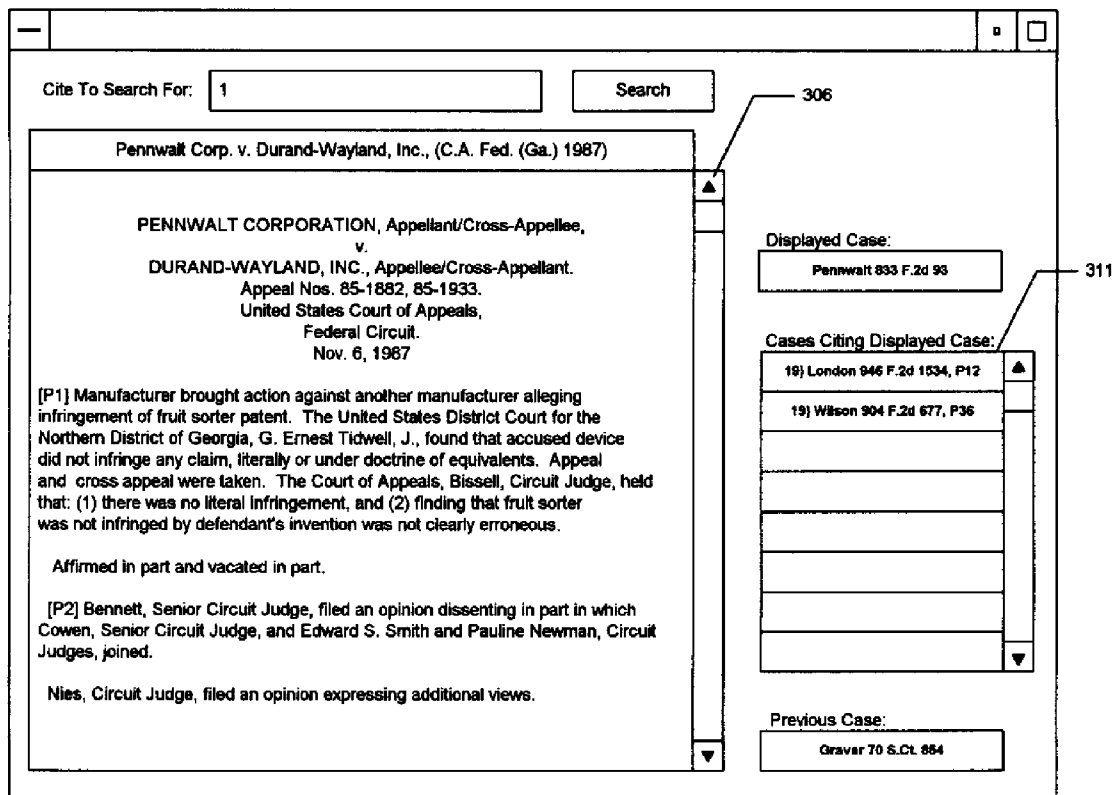 Cite To Search For:
1
Search
306
Pennwalt Corp. v. Durand-Wayland, Inc., (C.A. Fed. (Ga.) 1987)
PENNWALT CORPORATION, Appellant/Cross-Appellee,
v.
DURAND-WAYLAND, INC., Appellee/Cross-Appellant.
Appeal Nos. 85-1882, 85-1933.
United States Court of Appeals,
Federal Circuit.
Nov. 6, 1987
[P1] Manufacturer brought action against another manufacturer alleging
infringement of fruit sorter patent. The United States District Court for the
Northern District of Georgia, G. Ernest Tidwell, J., found that accused device
did not infringe any claim, literally or under doctrine of equivalents. Appeal
and cross appeal were taken. The Court of Appeals, Bissell, Circuit Judge, held
that: (1) there was no literal infringement, and (2) finding that fruit sorter
was not infringed by defendant's invention was not clearly erroneous.
Affirmed in part and vacated in part.
[P2] Bennett, Senior Circuit Judge, filed an opinion dissenting in part in which
Cowen, Senior Circuit Judge, and Edward S. Smith and Pauline Newman, Circuit
Judges, joined.
Nies, Circuit Judge, filed an opinion expressing additional views.
Displayed Case:
Pennwalt 833 F.2d 93
311
Cases Citing Displayed Case:
19) London 946 F.2d 1534, P12
19) Wilson 904 F.2d 677, P36
Previous Case:
Graver 70 S.Ct. 854